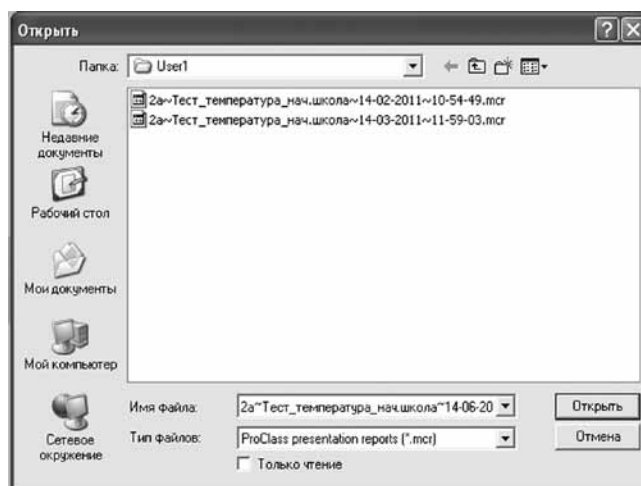 Открыть
Папка: User1
2а~Тест_температура_нач.школа~14-02-2011~10-54-49.mcr
2а~Тест_температура_нач.школа~14-03-2011~11-59-03.mcr
Недавние
документы
Рабочий стол
Мои документы
Мой компьютер
Сетевое
окружение
Имя файла: 2а~Тест_температура_нач.школа~14-06-20 Открыть
Тип файлов: ProClass presentation reports (*.mcr) Отмена
Только чтение